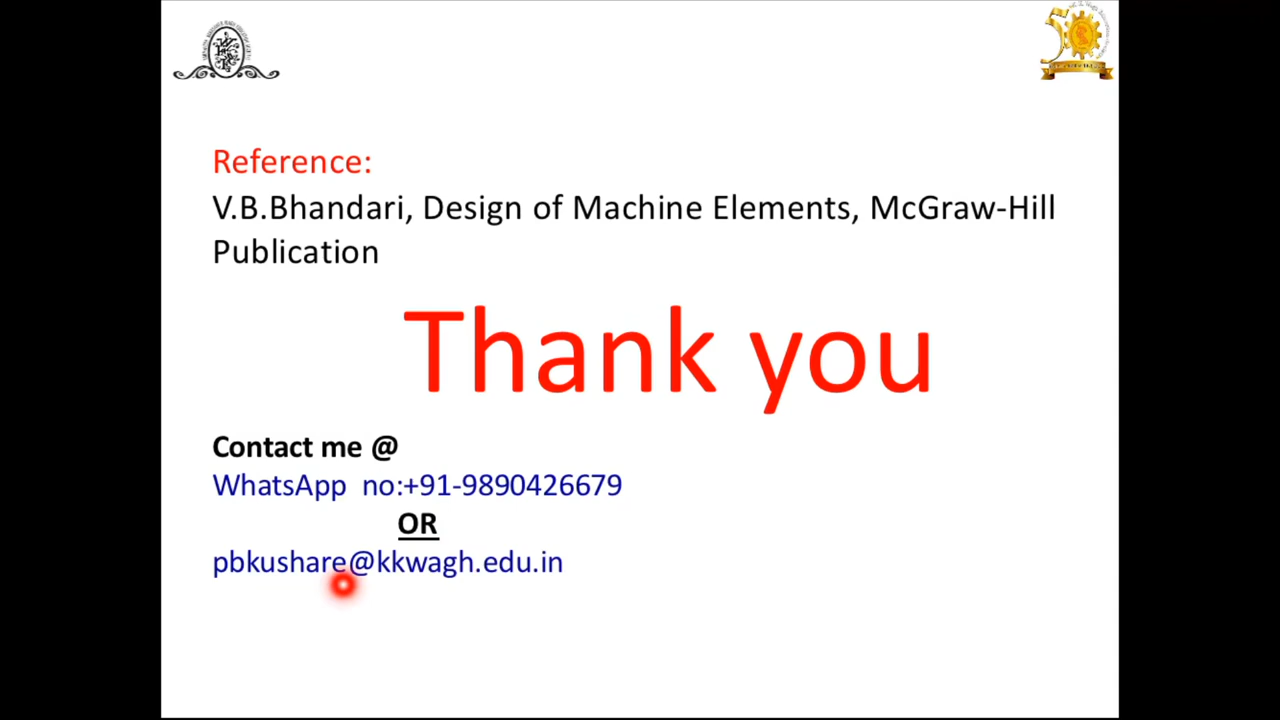 Reference:
V.B.Bhandari, Design of Machine Elements, McGraw-Hill
Publication
Thank you
Contact me @
WhatsApp no:+91-9890426679
OR
pbkushare@kkwagh.edu.in